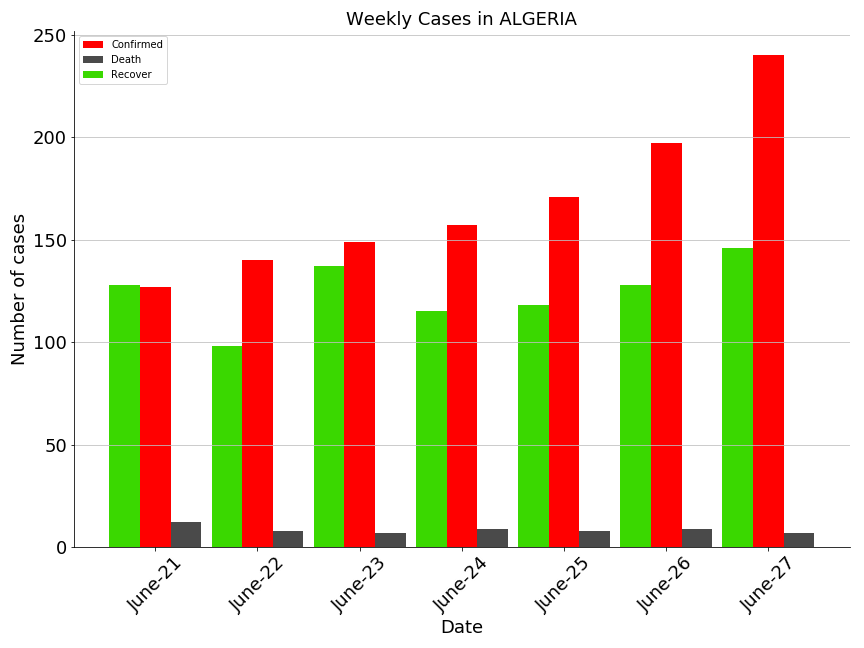 Weekly Cases in ALGERIA
Confirmed
Death
Recover
Number of cases
250
200
150
100
50
0
June-21
June-22
June-23
June-24
June-25
June-26
June-27
Date